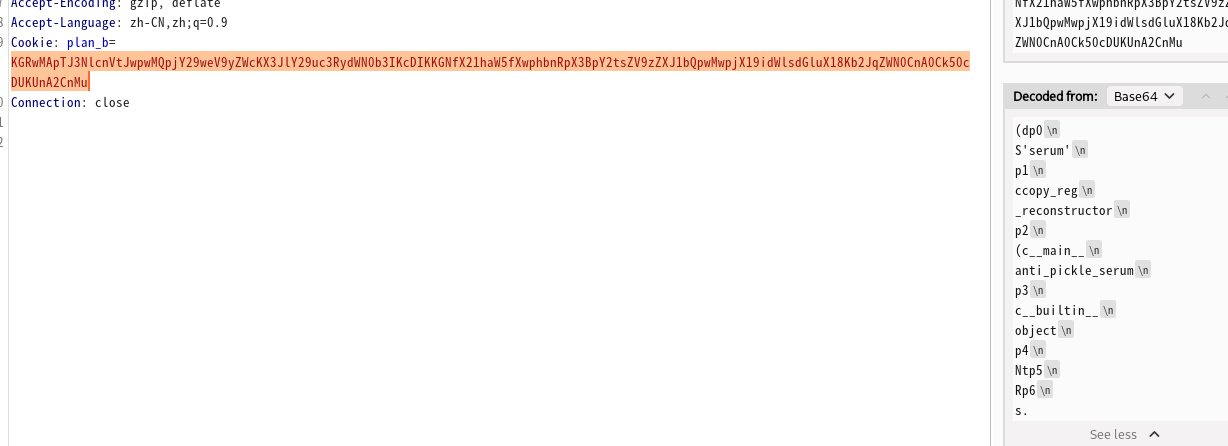 Accept-Encoding: gzip, deflate
8 Accept-Language: zh-CN,zh;q=0.9
9 Cookie: plan_b=
KGRwMApTJ3NlcnVtJwpwMQpjY29weV9yZWcKX3JlY29uc3RydWN0b3IKcDIKKGNfX21haW5fXwphbnRpX3BpY2tsZV9zZXJ1bQpwMwpjX19idWlsdGluX18Kb2JqZWN0CnA0Ck50c
DUKUnA2CnMu
0 Connection: close
1
2
NfX21haW5fXwphbnRpX3BpY2tsZV9zZ
XJ1bQpwMwpjX19idWlsdGluX18Kb2Jq
ZWN0CnA0Ck50cDUKUnA2CnMu
Decoded from: Base64
(dp0 \n
S'serum' \n
p1 \n
ccopy_reg \n
_reconstructor \n
p2 \n
(c__main__ \n
anti_pickle_serum \n
p3 \n
c__builtin__ \n
object \n
p4 \n
Ntp5 \n
Rp6 \n
s.
See less